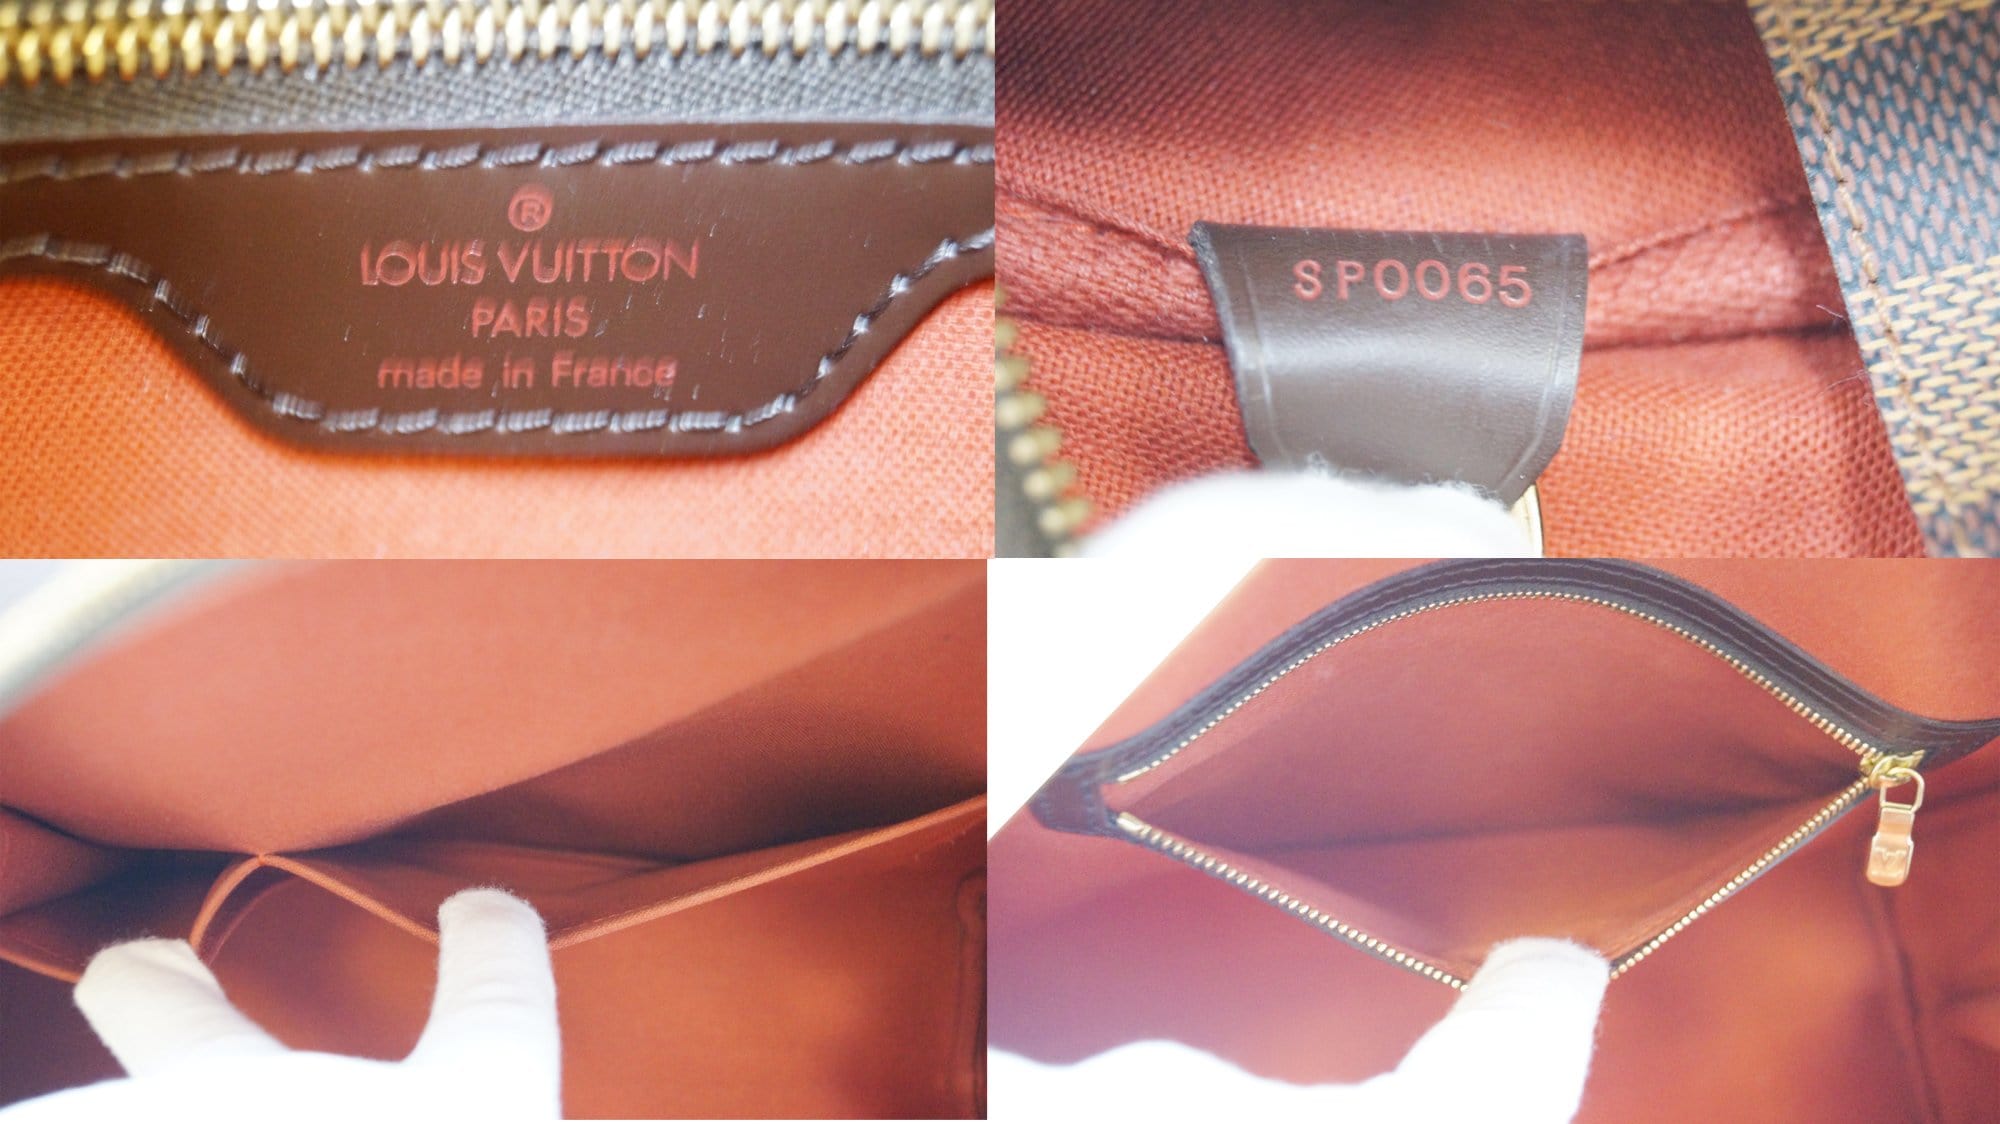 ®
LOUIS VUITTON
PARIS
made in France
SP0065